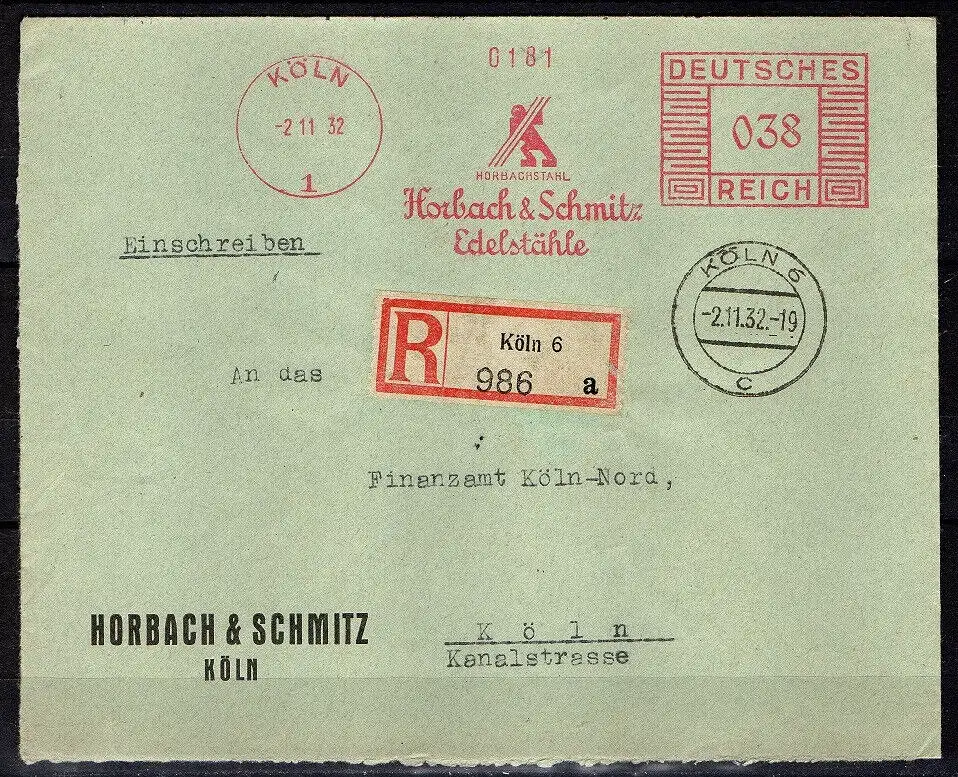 KÖLN
-2 11 32
1
0181
HORBACHSTAHL
Horbach & Schmitz
Edelstähle
DEUTSCHES
038
REICH
Einschreiben
KÖLN 6
-2.11.32.-19
c
R
Köln 6
986 a
An das
Finanzamt Köln-Nord,
Köln
Kanalstrasse
HORBACH & SCHMITZ
KÖLN